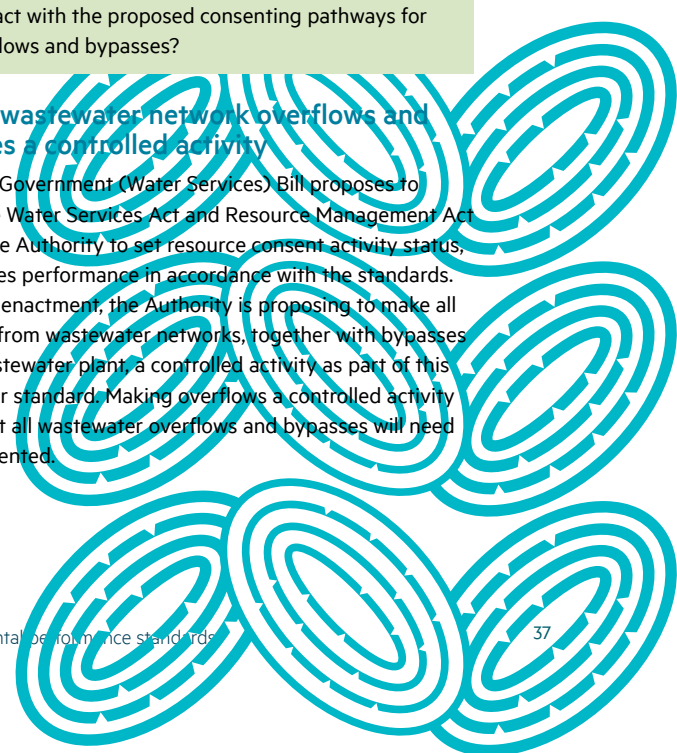 act with the proposed consenting pathways for
lows and bypasses?
wastewater network overflows and
es a controlled activity
Government (Water Services) Bill proposes to
Water Services Act and Resource Management Act
e Authority to set resource consent activity status,
es performance in accordance with the standards.
enactment, the Authority is proposing to make all
from wastewater networks, together with bypasses
stewater plant, a controlled activity as part of this
r standard. Making overflows a controlled activity
t all wastewater overflows and bypasses will need
ented.
ntal performance standards
37